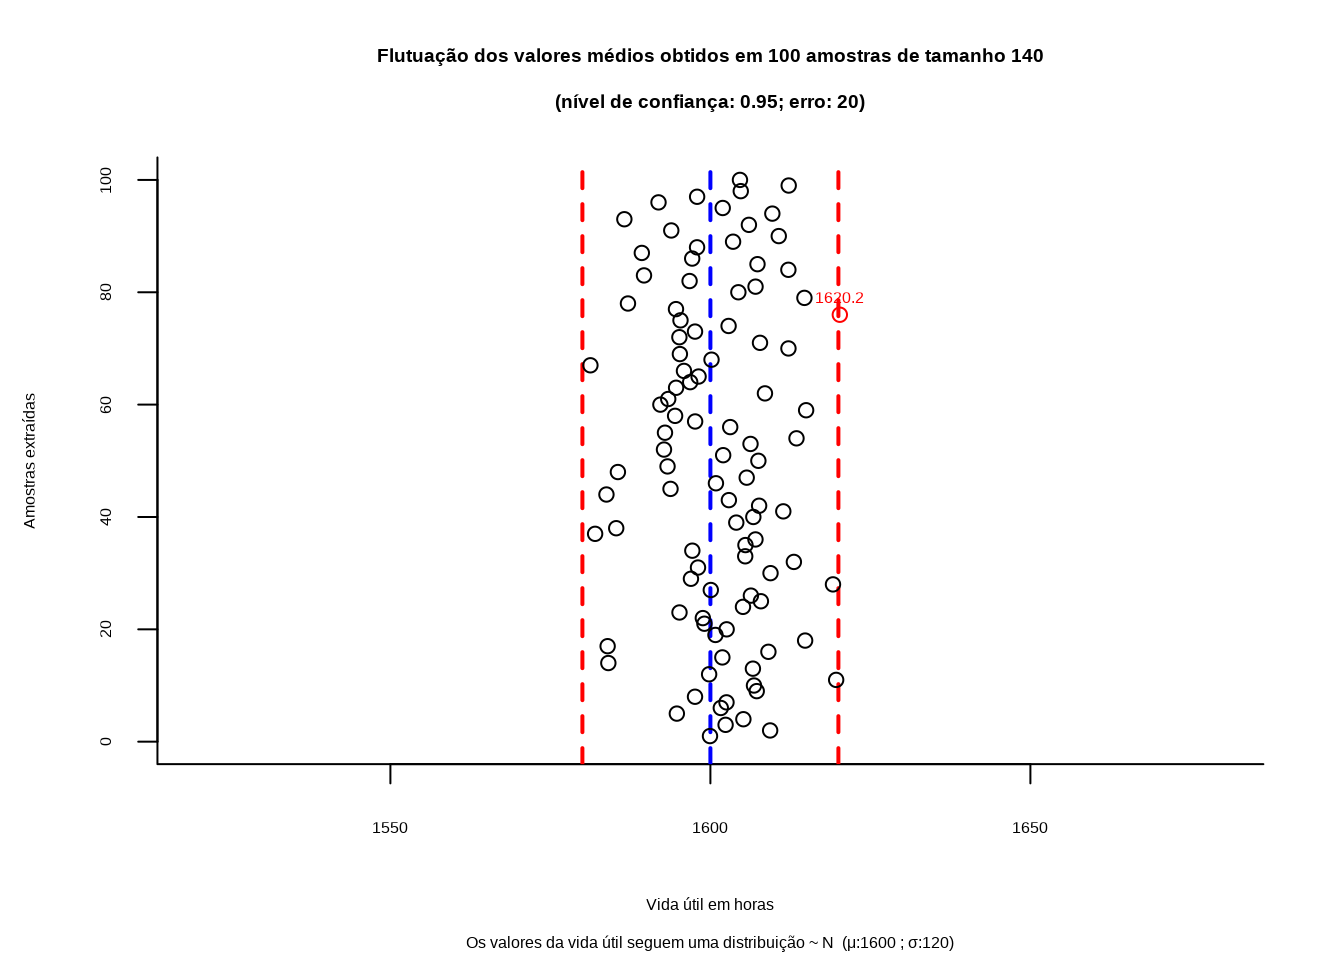 Flutuação dos valores médios obtidos em 100 amostras de tamanho 140
(nível de confiança: 0.95; erro: 20)
100
80
60
40
20
0
Amostras extraídas
1620.2
1550
1600
1650
Vida útil em horas
Os valores da vida útil seguem uma distribuição ~ N  (μ:1600 ; σ:120)